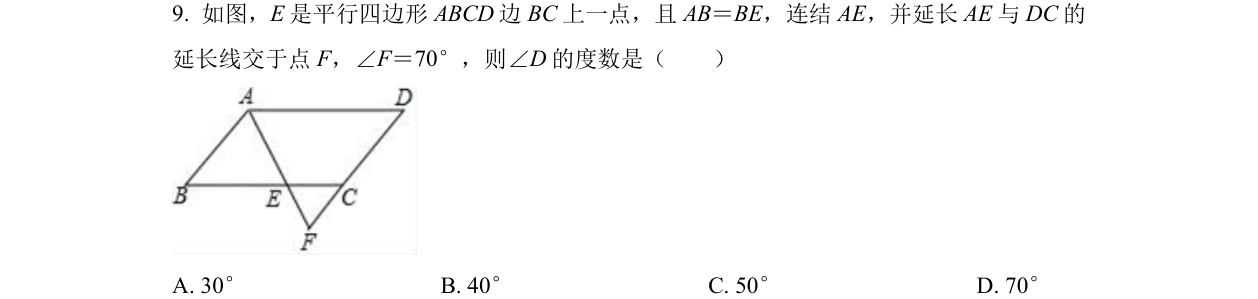 9. 如图，E是平行四边形ABCD边BC上一点，且AB＝BE，连结AE，并延长AE与DC的
延长线交于点F，∠F＝70°，则∠D的度数是（　　）
A D
B E C
F
A. 30° B. 40° C. 50° D. 70°